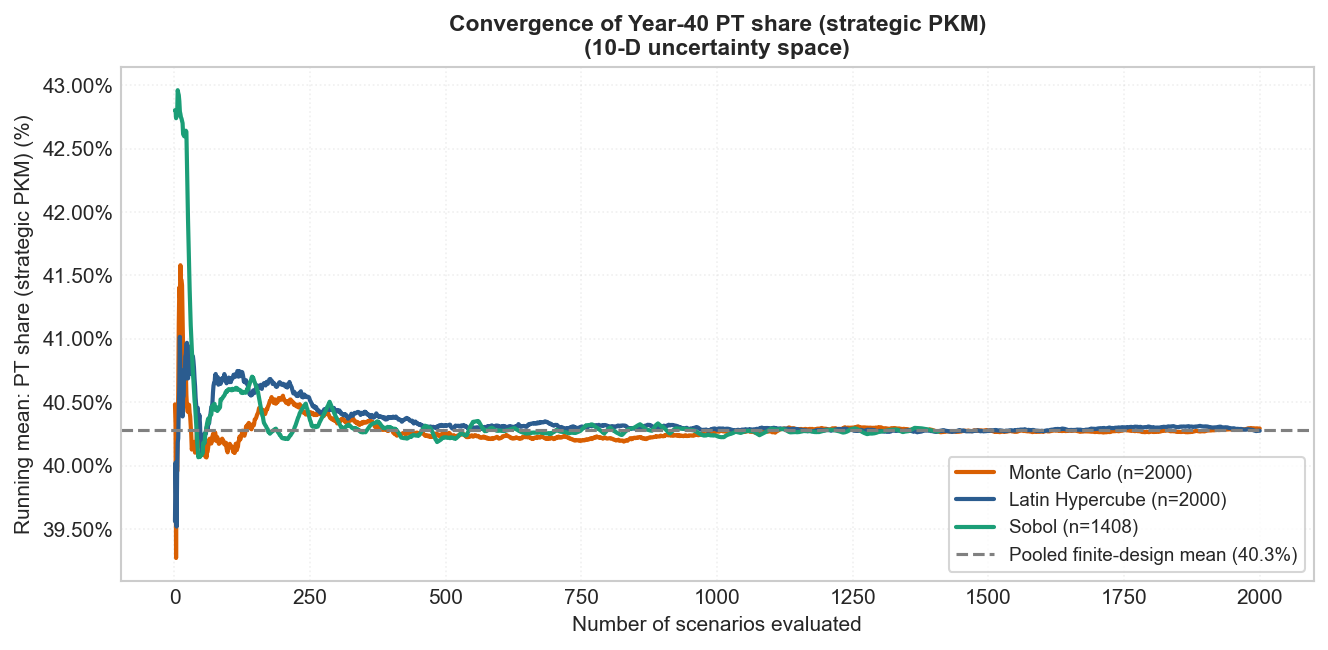 Convergence of Year-40 PT share (strategic PKM)
(10-D uncertainty space)
Running mean: PT share (strategic PKM) (%)
43.00%
42.50%
42.00%
41.50%
41.00%
40.50%
40.00%
39.50%
0
250
500
750
1000
1250
1500
1750
2000
Number of scenarios evaluated
Monte Carlo (n=2000)
Latin Hypercube (n=2000)
Sobol (n=1408)
Pooled finite-design mean (40.3%)